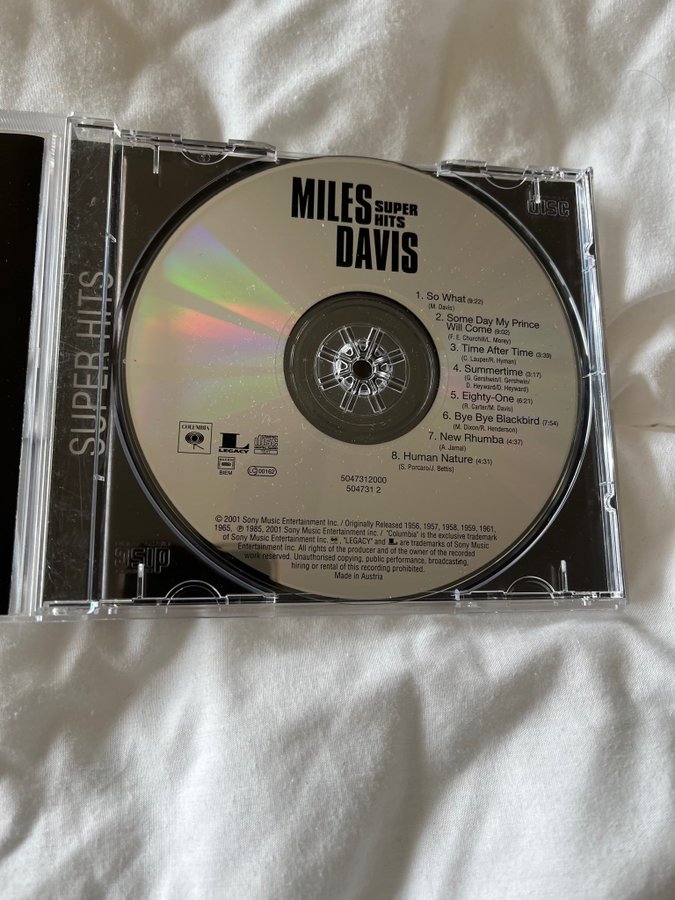 SUPER HITS
DISC
MILES SUPER HITS
DAVIS
1. So What (9:22)
(M. Davis)
2. Some Day My Prince
Will Come (9:02)
(F. E. Churchill/L. Morey)
3. Time After Time (3:39)
(C. Lauper/R. Hyman)
4. Summertime (3:17)
(G. Gershwin/I. Gershwin/
D. Heyward/D. Heyward)
5. Eighty-One (6:21)
(R. Carter/M. Davis)
6. Bye Bye Blackbird (7:54)
(M. Dixon/R. Henderson)
7. New Rhumba (4:37)
(A. Jamal)
8. Human Nature (4:31)
(S. Porcaro/J. Bettis)
COLUMBIA
L
LEGACY
disc
BIEM
LC 00162
5047312000
504731 2
© 2001 Sony Music Entertainment Inc. / Originally Released 1956, 1957, 1958, 1959, 1961,
1965, ℗ 1985, 2001 Sony Music Entertainment Inc. / "Columbia" is the exclusive trademark
of Sony Music Entertainment Inc. "LEGACY" and L are trademarks of Sony Music
Entertainment Inc. All rights of the producer and of the owner of the recorded
work reserved. Unauthorised copying, public performance, broadcasting,
hiring or rental of this recording prohibited.
Made in Austria
disc